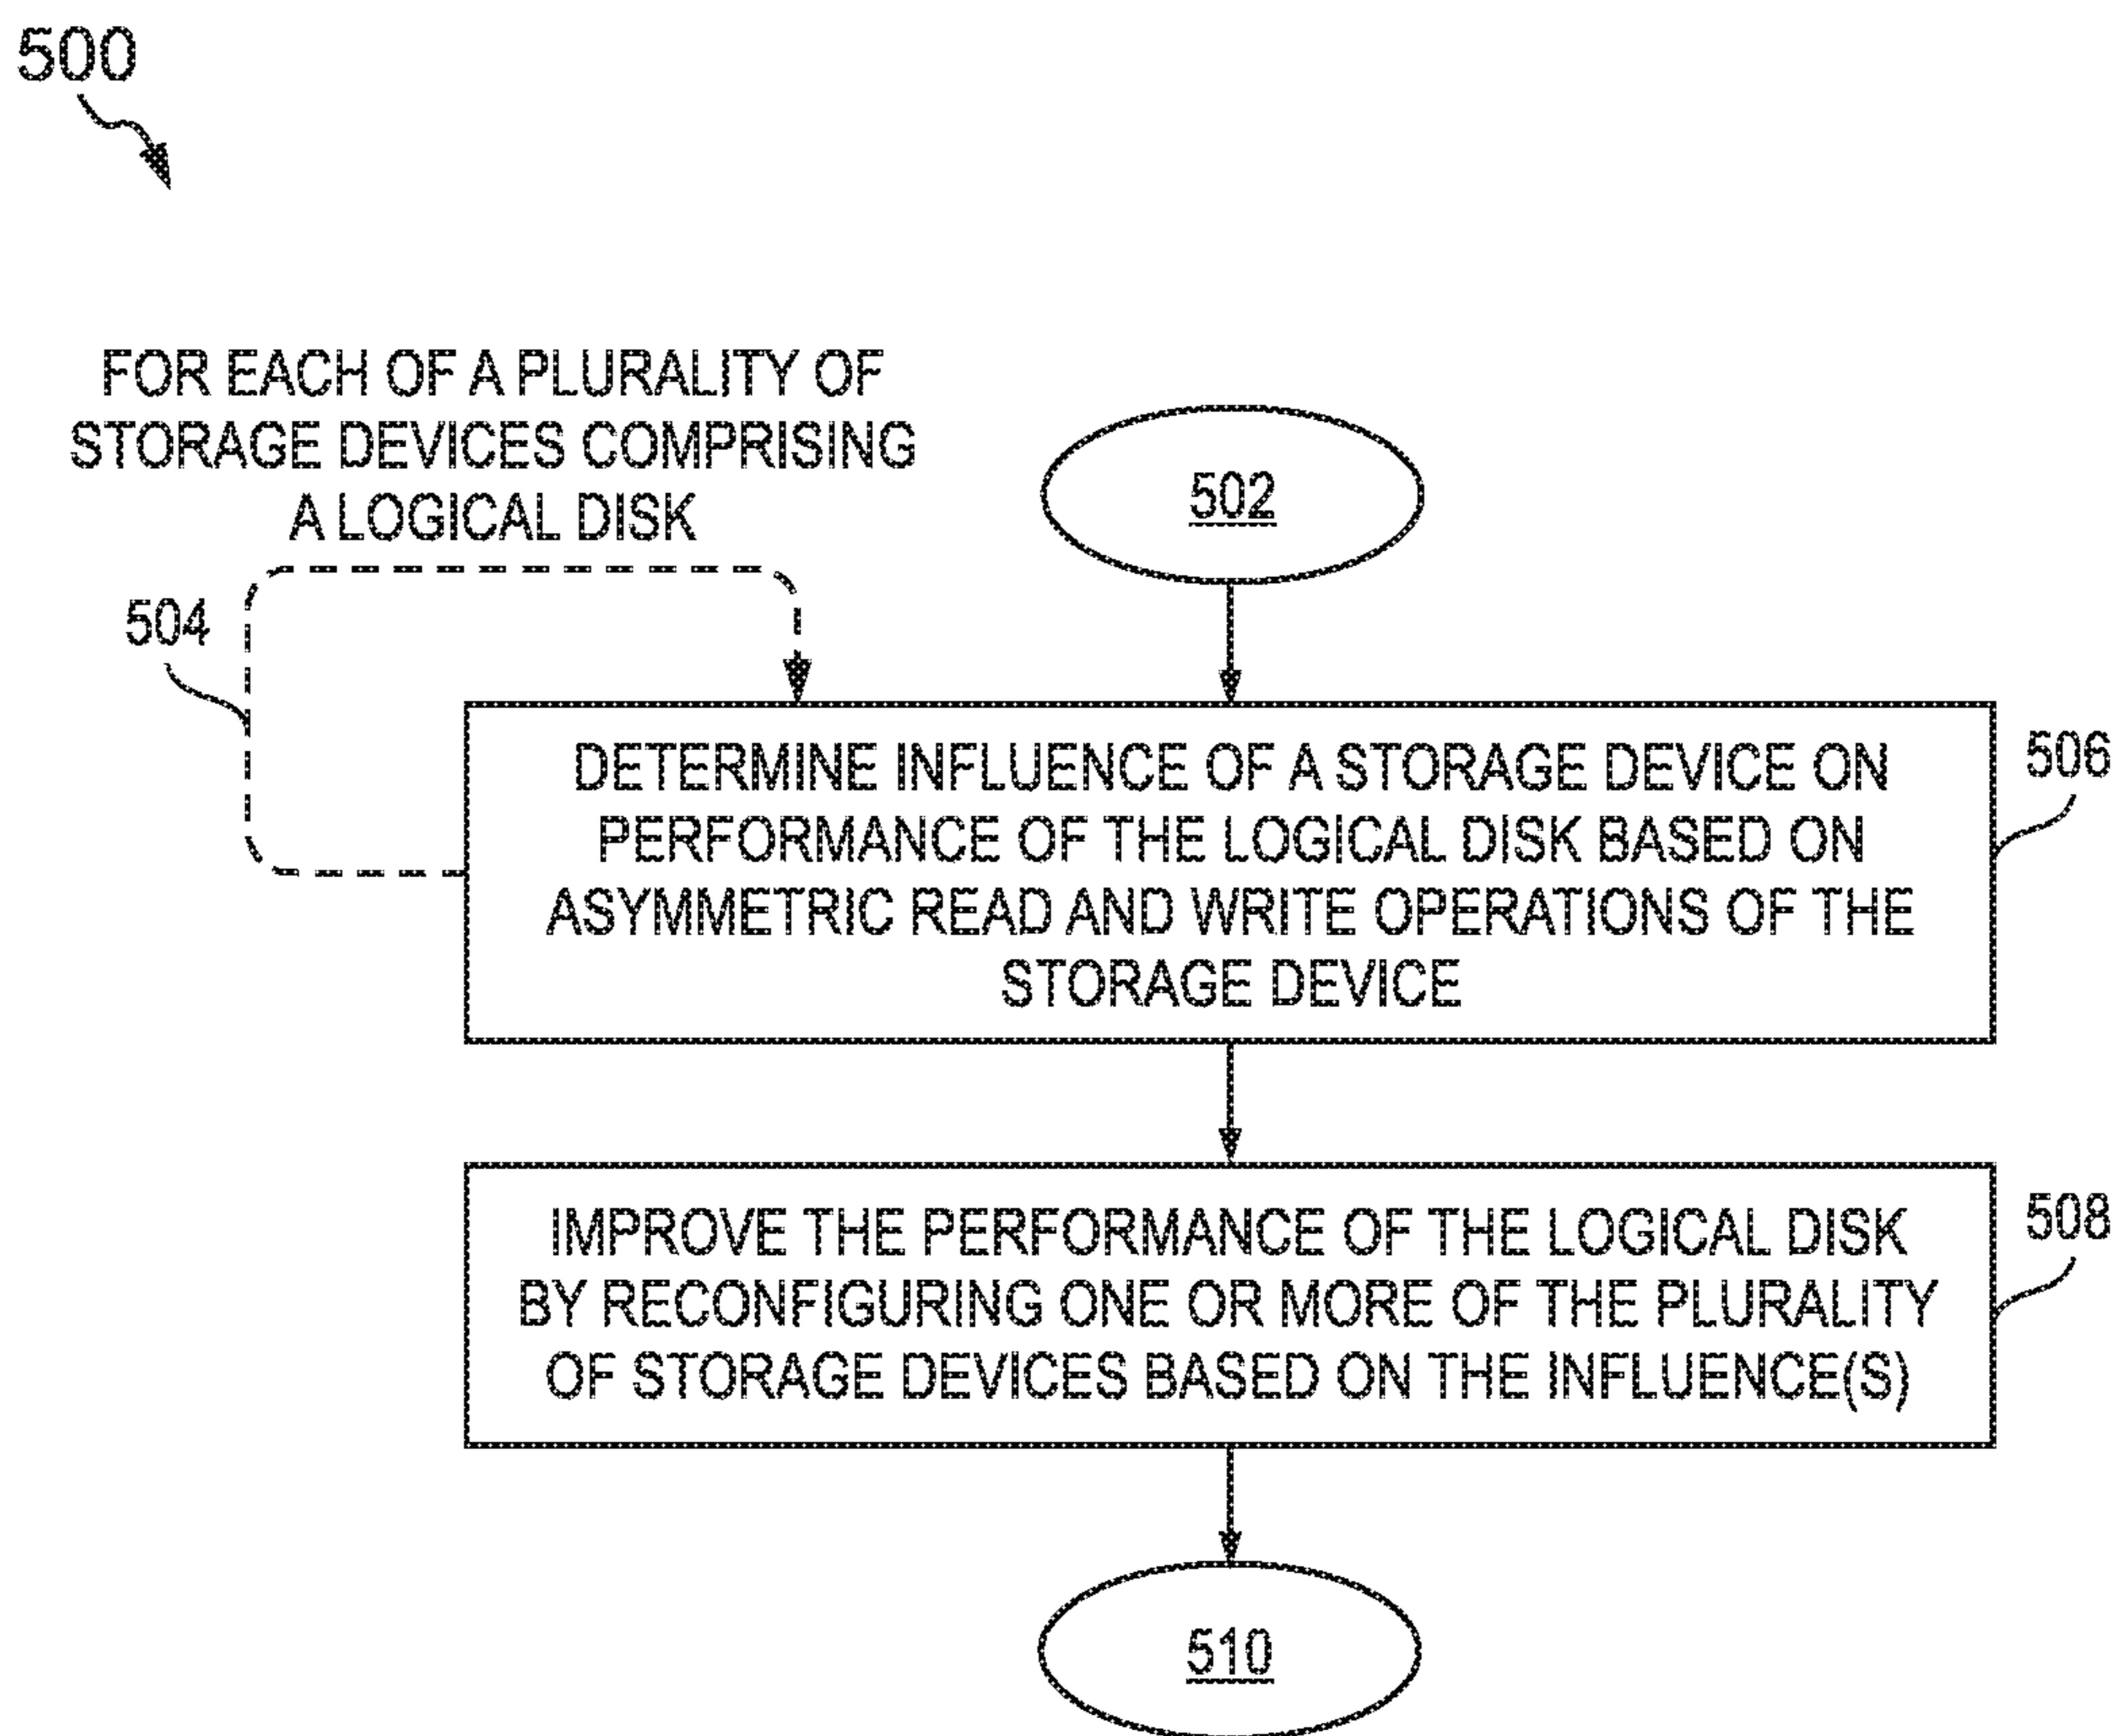 500
FOR EACH OF A PLURALITY OF
STORAGE DEVICES COMPRISING
A LOGICAL DISK
502
504
DETERMINE INFLUENCE OF A STORAGE DEVICE ON
PERFORMANCE OF THE LOGICAL DISK BASED ON
ASYMMETRIC READ AND WRITE OPERATIONS OF THE
STORAGE DEVICE
506
IMPROVE THE PERFORMANCE OF THE LOGICAL DISK
BY RECONFIGURING ONE OR MORE OF THE PLURALITY
OF STORAGE DEVICES BASED ON THE INFLUENCE(S)
508
510